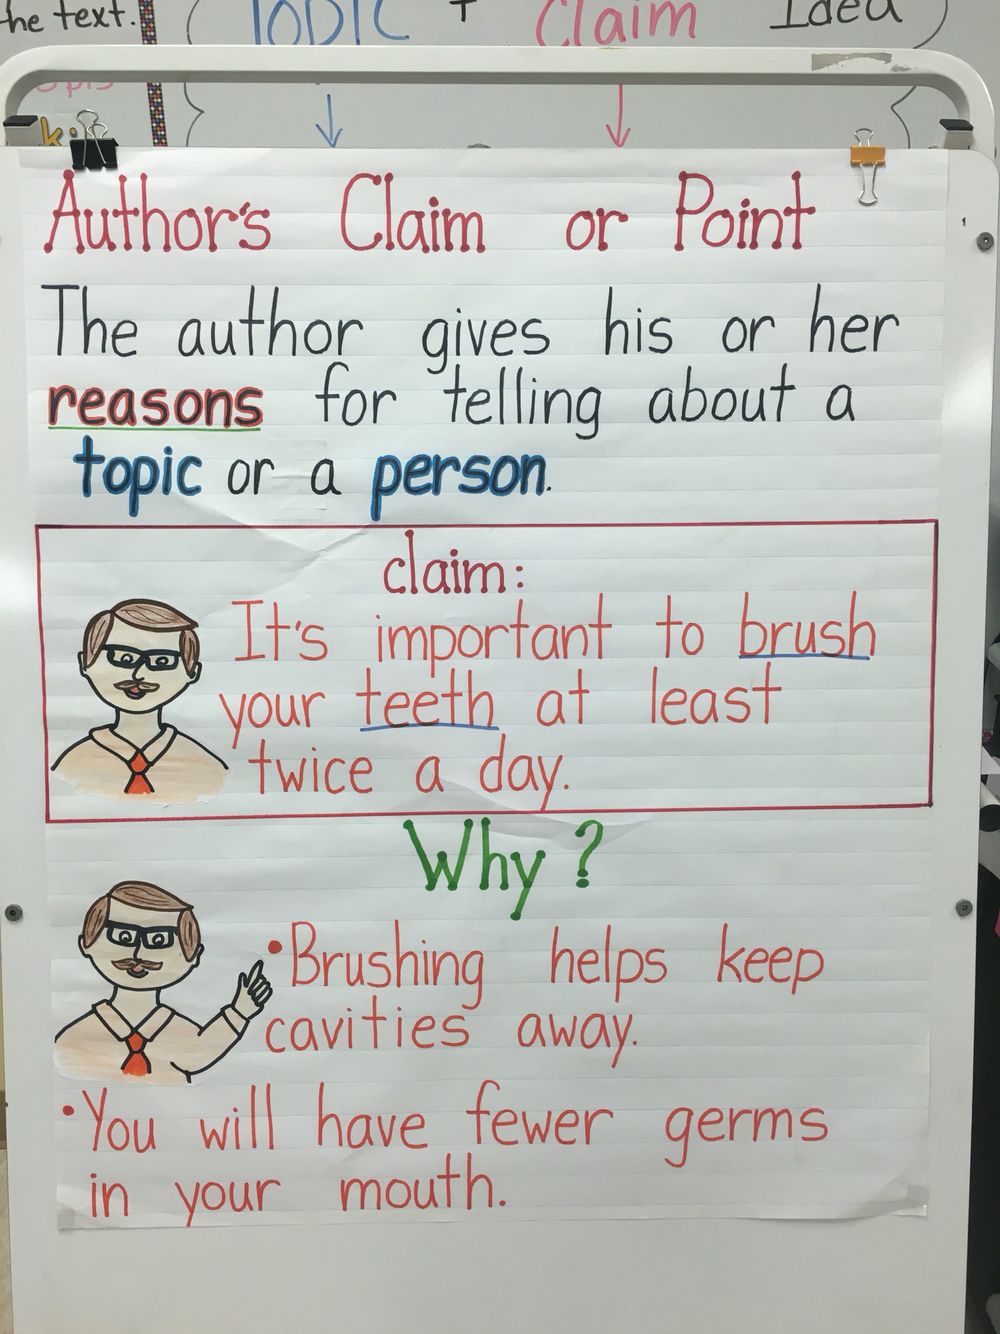 the text.
TOPIC + Claim Idea
Author's Claim or Point
The author gives his or her
reasons for telling about a
topic or a person.
claim:
It's important to brush
your teeth at least
twice a day.
Why?
•Brushing helps keep
cavities away.
•You will have fewer germs
in your mouth.